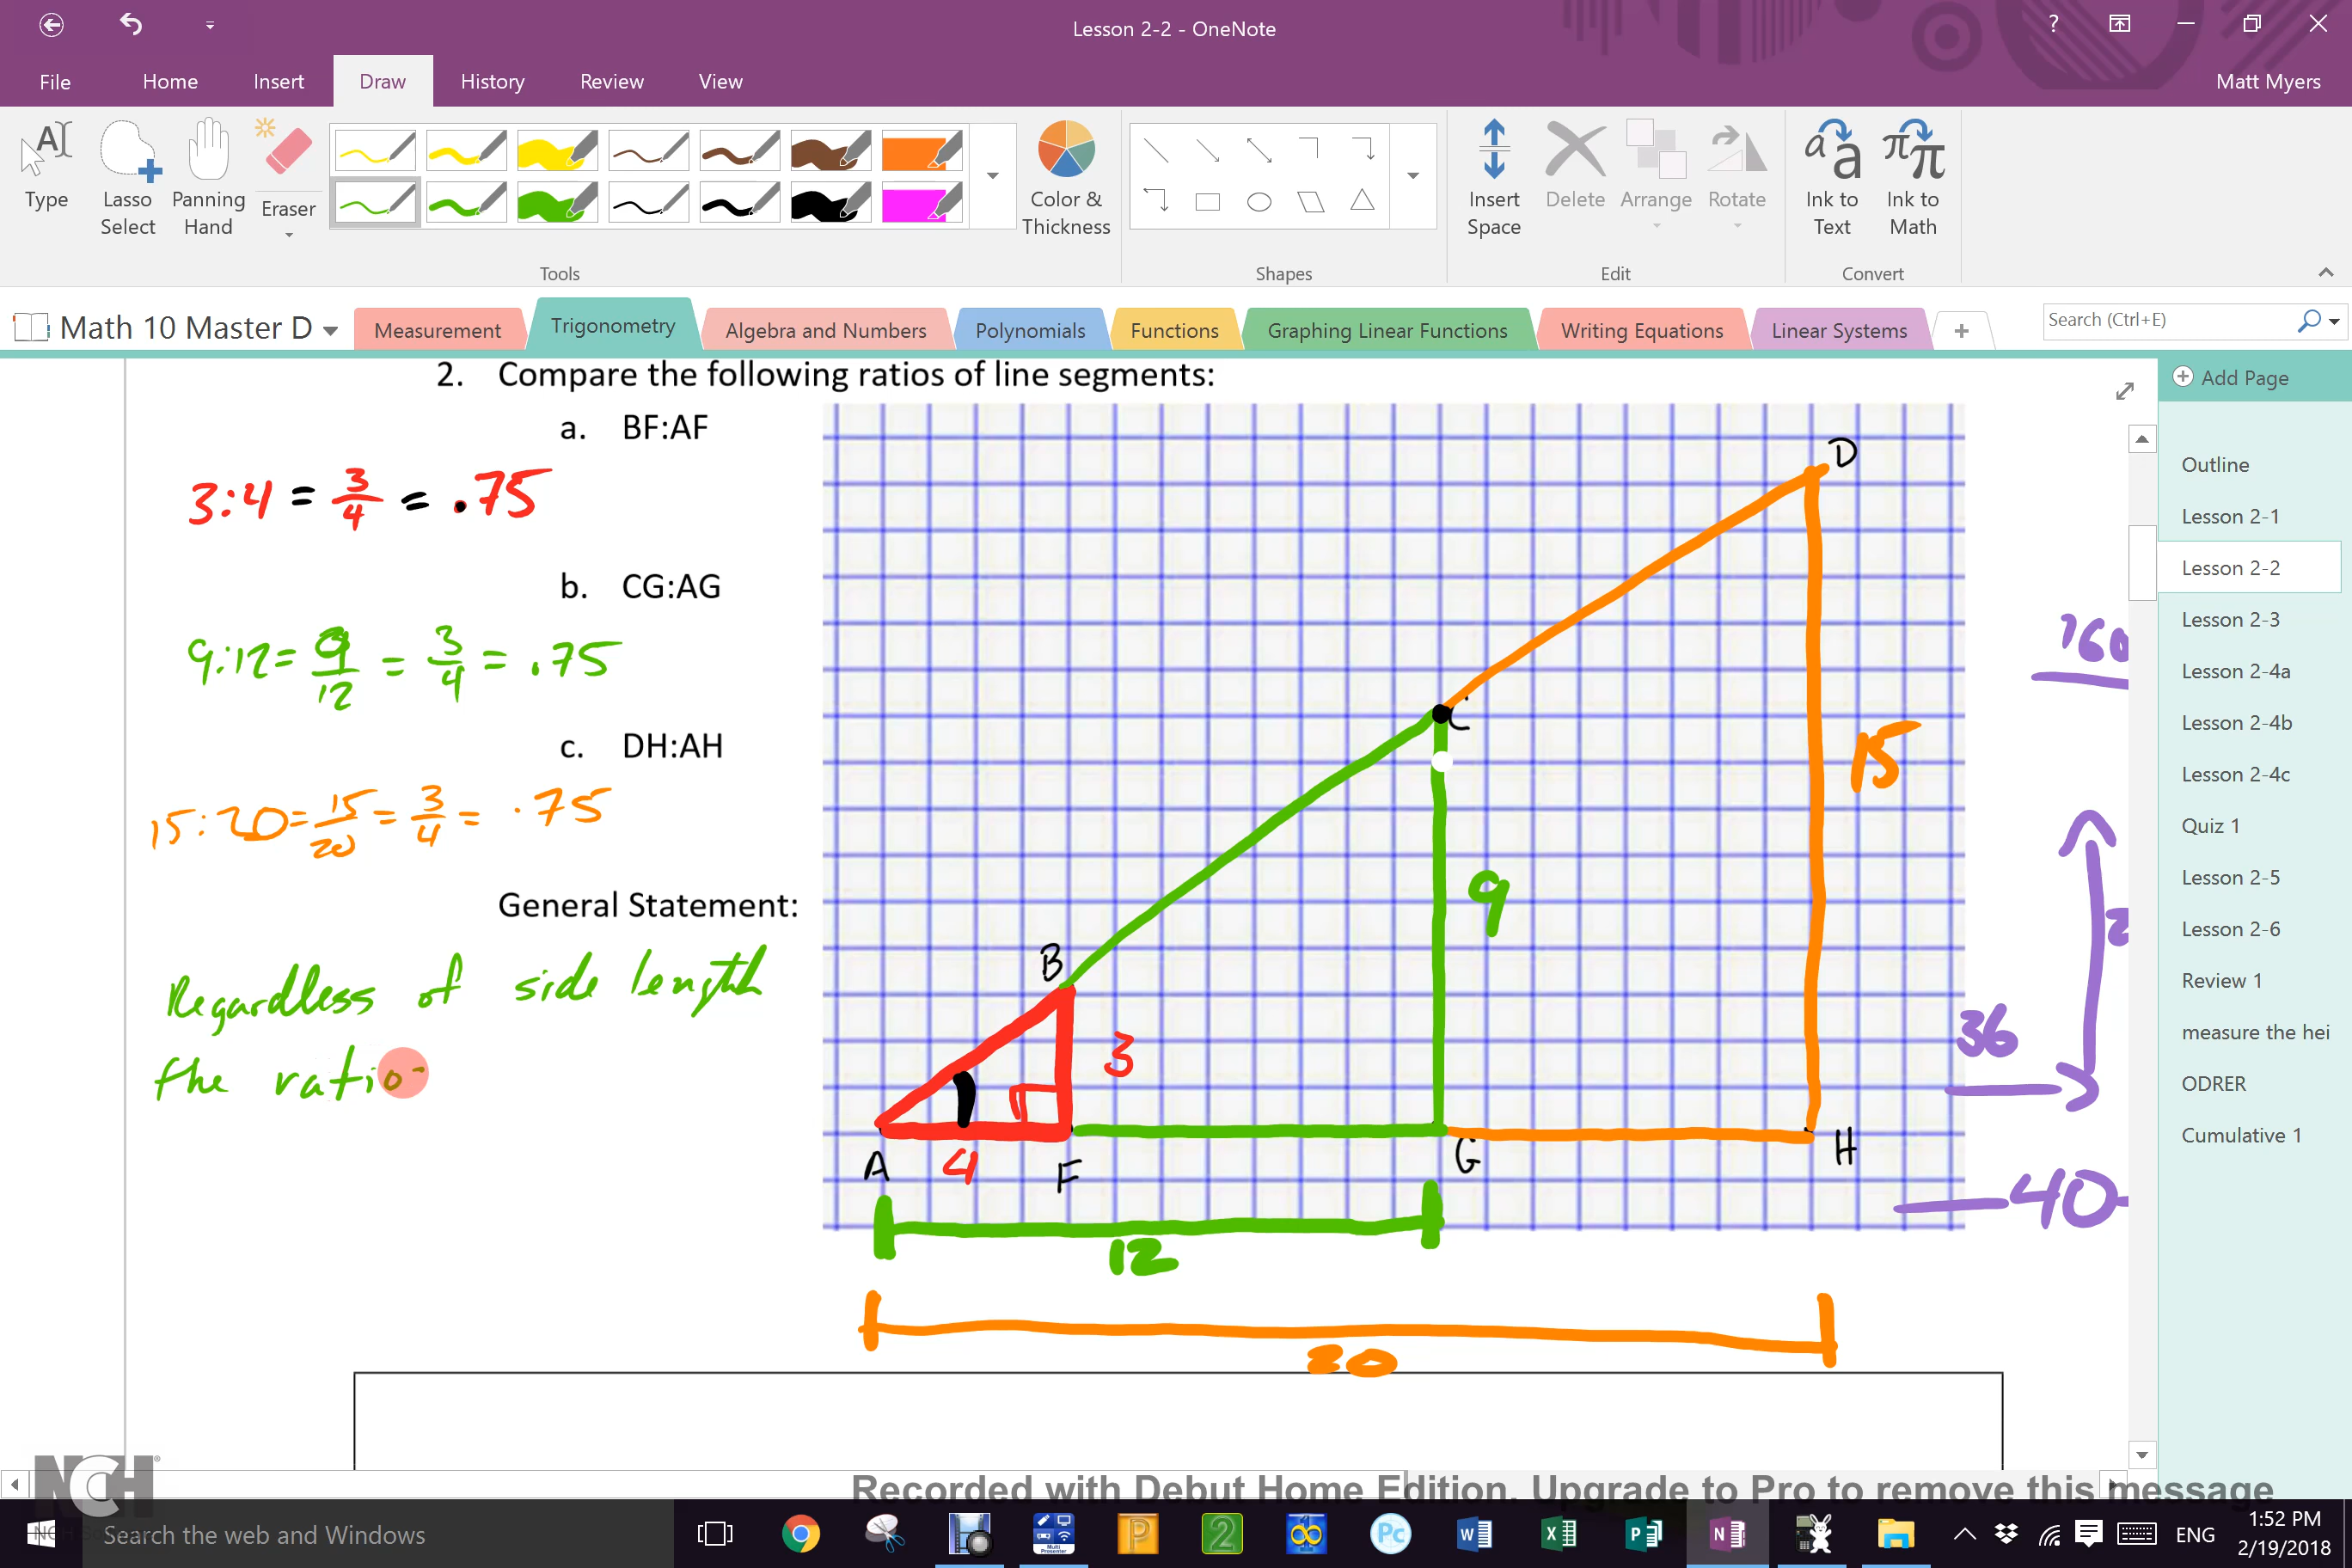 Lesson 2-2 - OneNote
?
File Home Insert Draw History Review View
Matt Myers
Type
Lasso Select
Panning Hand
Eraser
Color & Thickness
Insert Space
Delete
Arrange
Rotate
Ink to Text
Ink to Math
Tools
Shapes
Edit
Convert
Math 10 Master D
Measurement
Trigonometry
Algebra and Numbers
Polynomials
Functions
Graphing Linear Functions
Writing Equations
Linear Systems
+
Search (Ctrl+E)
2. Compare the following ratios of line segments:
a. BF:AF
3:4 = 3/4 = .75
b. CG:AG
9:12 = 9/12 = 3/4 = .75
c. DH:AH
15:20 = 15/20 = 3/4 = .75
General Statement:
Regardless of side length
the ratio
D
C
15
9
B
3
A 4 F G H
12
20
160
36
40
Add Page
Outline
Lesson 2-1
Lesson 2-2
Lesson 2-3
Lesson 2-4a
Lesson 2-4b
Lesson 2-4c
Quiz 1
Lesson 2-5
Lesson 2-6
Review 1
measure the hei
ODRER
Cumulative 1
NCH
Recorded with Debut Home Edition. Upgrade to Pro to remove this message
Search the web and Windows
ENG
1:52 PM
2/19/2018